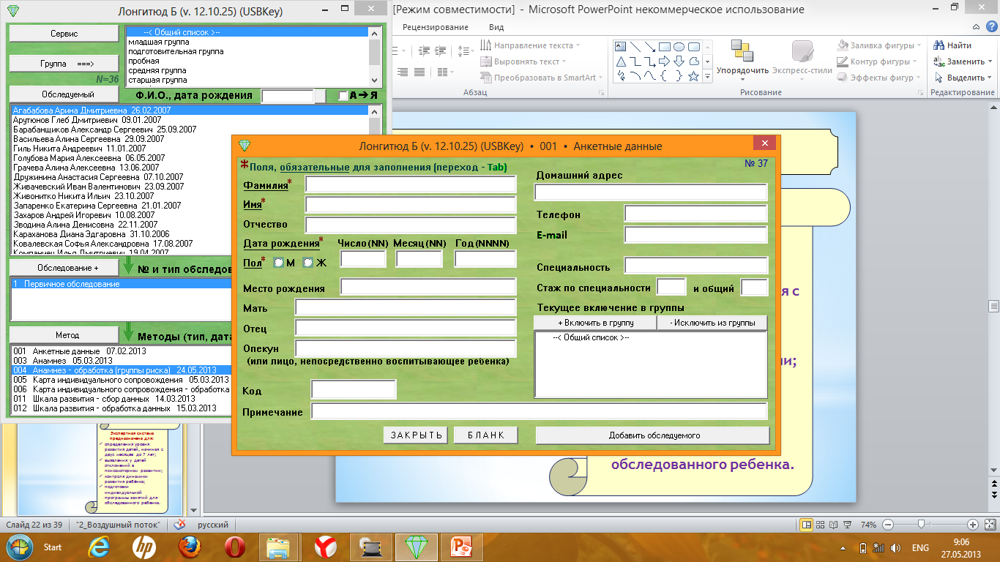 Лонгитюд Б (v. 12.10.25) (USBKey)
[Режим совместимости] - Microsoft PowerPoint некоммерческое использование
Рецензирование Вид
Направление текста
Выровнять текст
Преобразовать в SmartArt
Абзац
Упорядочить
Экспресс-стили
Заливка фигуры
Контур фигуры
Эффекты фигур
Рисование
Найти
Заменить
Выделить
Редактирование
Сервис
Группа ===>
N=36
--< Общий список >--
младшая группа
подготовительная группа
пробная
средняя группа
старшая группа
Обследуемый
Ф.И.О., дата рождения
А➔Я
Агабабова Арина Дмитриевна 26.02.2007
Арутюнов Глеб Дмитриевич 09.01.2007
Барабанщиков Александр Сергеевич 25.09.2007
Васильева Алина Сергеевна 29.09.2007
Гиль Никита Андреевич 11.01.2007
Голубова Мария Алексеевна 06.05.2007
Грачева Алина Алексеевна 13.06.2007
Дружинина Анастасия Сергеевна 07.10.2007
Живачевский Иван Валентинович 23.09.2007
Живонитко Никита Ильич 23.10.2007
Запаренко Екатерина Сергеевна 21.01.2007
Захаров Андрей Игоревич 10.08.2007
Зводина Алина Денисовна 22.11.2007
Караханова Диана Эдгаровна 31.10.2006
Ковалевская Софья Александровна 17.08.2007
Компаниец Илья Дмитриевич 19.04.2007
Обследование +
№ и тип обследов
1 Первичное обследование
Метод
Методы (тип, дата
001 Анкетные данные 07.02.2013
003 Анамнез 05.03.2013
004 Анамнез - обработка (группы риска) 24.05.2013
005 Карта индивидуального сопровождения 05.03.2013
006 Карта индивидуального сопровождения - обработка
011 Шкала развития - сбор данных 14.03.2013
012 Шкала развития - обработка данных 15.03.2013
Лонгитюд Б (v. 12.10.25) (USBKey) • 001 • Анкетные данные
*Поля, обязательные для заполнения (переход - Tab)
№ 37
Фамилия*
Имя*
Отчество
Дата рождения*
Число(NN) Месяц (NN) Год (NNNN)
Пол* М Ж
Место рождения
Мать
Отец
Опекун
(или лицо, непосредственно воспитывающее ребенка)
Код
Примечание
Домашний адрес
Телефон
E-mail
Специальность
Стаж по специальности и общий
Текущее включение в группы
+ Включить в группу
- Исключить из группы
--< Общий список >--
ЗАКРЫТЬ
БЛАНК
Добавить обследуемого
я с
ии;
обследованного ребенка.
Экспертная система
предназначена для:
✓ определения уровня
развития детей, начиная с
двух месяцев до 7 лет;
✓ выявления у детей
отклонений в
психомоторном развитии;
✓ контроля динамики
развития ребёнка;
✓ подготовки
индивидуальной
программы занятий для
обследованного ребенка.
Слайд 22 из 39
"2_Воздушный поток"
русский
74%
Start
ENG
9:06
27.05.2013